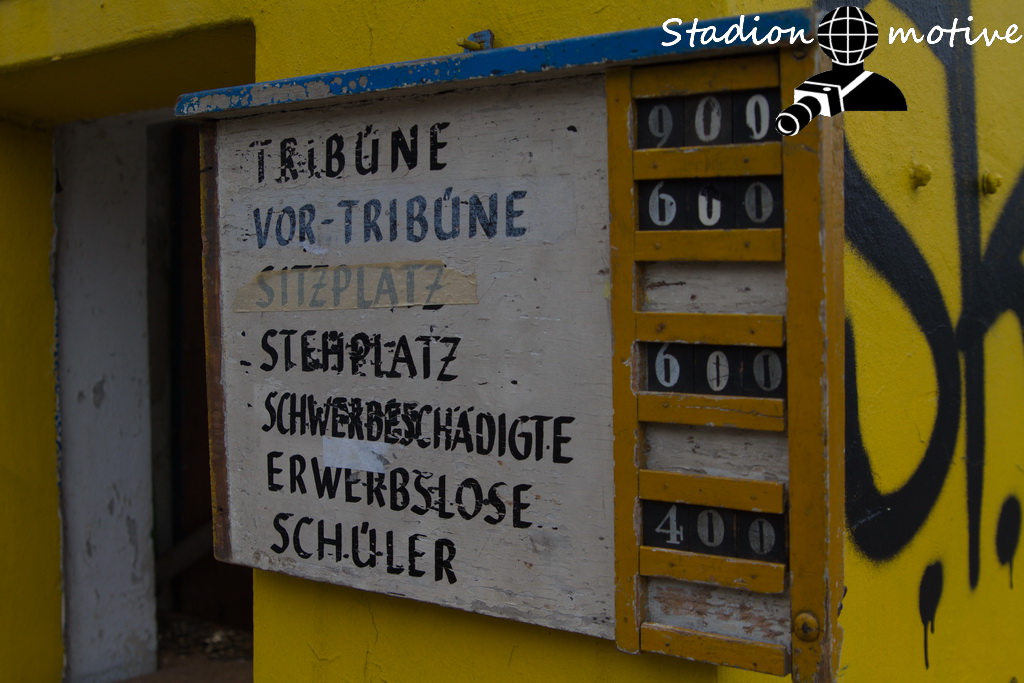 Stadion motive
TRIBÜNE 900
VOR-TRIBÜNE 600
SITZPLATZ
STEHPLATZ 600
SCHWERBESCHÄDIGTE
ERWERBSLOSE 400
SCHÜLER